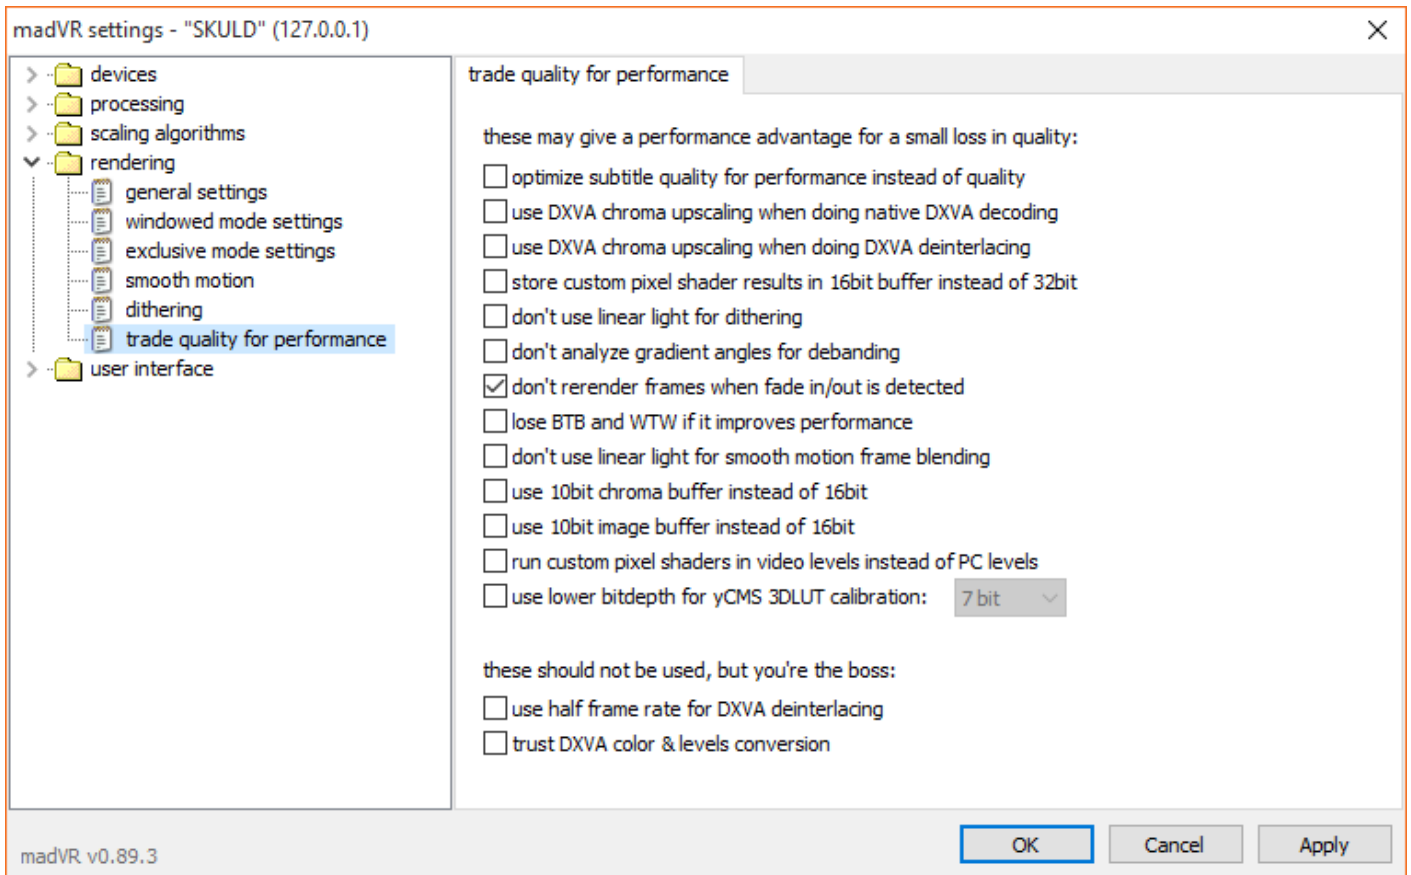 madVR settings - "SKULD" (127.0.0.1)
devices
processing
scaling algorithms
rendering
general settings
windowed mode settings
exclusive mode settings
smooth motion
dithering
trade quality for performance
user interface
trade quality for performance
these may give a performance advantage for a small loss in quality:
optimize subtitle quality for performance instead of quality
use DXVA chroma upscaling when doing native DXVA decoding
use DXVA chroma upscaling when doing DXVA deinterlacing
store custom pixel shader results in 16bit buffer instead of 32bit
don't use linear light for dithering
don't analyze gradient angles for debanding
don't rerender frames when fade in/out is detected
lose BTB and WTW if it improves performance
don't use linear light for smooth motion frame blending
use 10bit chroma buffer instead of 16bit
use 10bit image buffer instead of 16bit
run custom pixel shaders in video levels instead of PC levels
use lower bitdepth for yCMS 3DLUT calibration: 7 bit
these should not be used, but you're the boss:
use half frame rate for DXVA deinterlacing
trust DXVA color & levels conversion
madVR v0.89.3
OK Cancel Apply